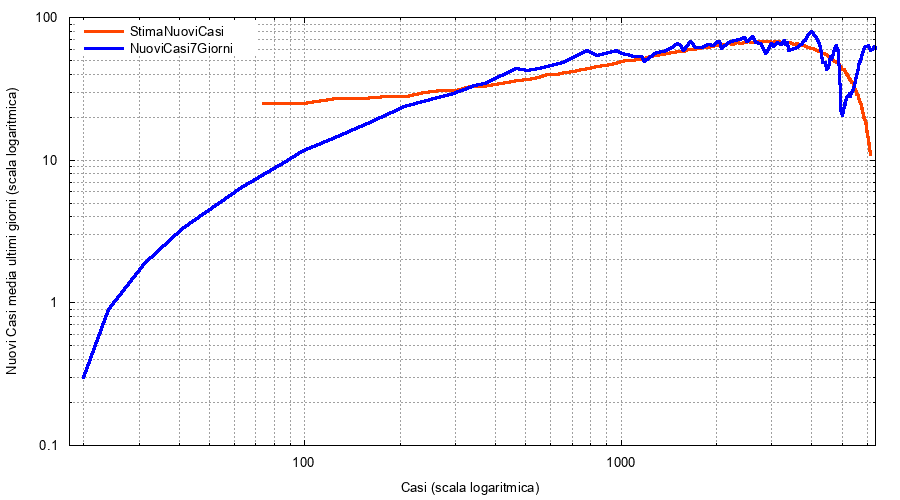 StimaNuoviCasi
NuoviCasi7Giorni
Nuovi Casi media ultimi giorni (scala logaritmica)
100
10
1
0.1
100
1000
Casi (scala logaritmica)